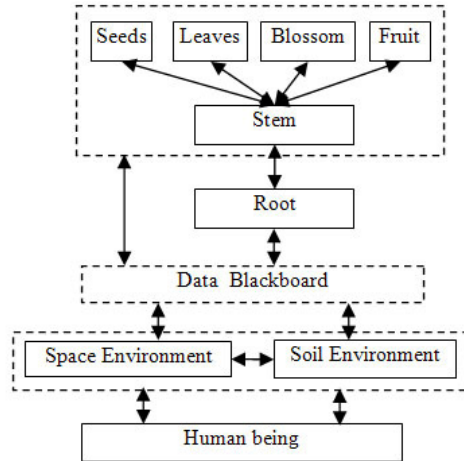 Seeds Leaves Blossom Fruit
Stem
Root
Data Blackboard
Space Environment Soil Environment
Human being